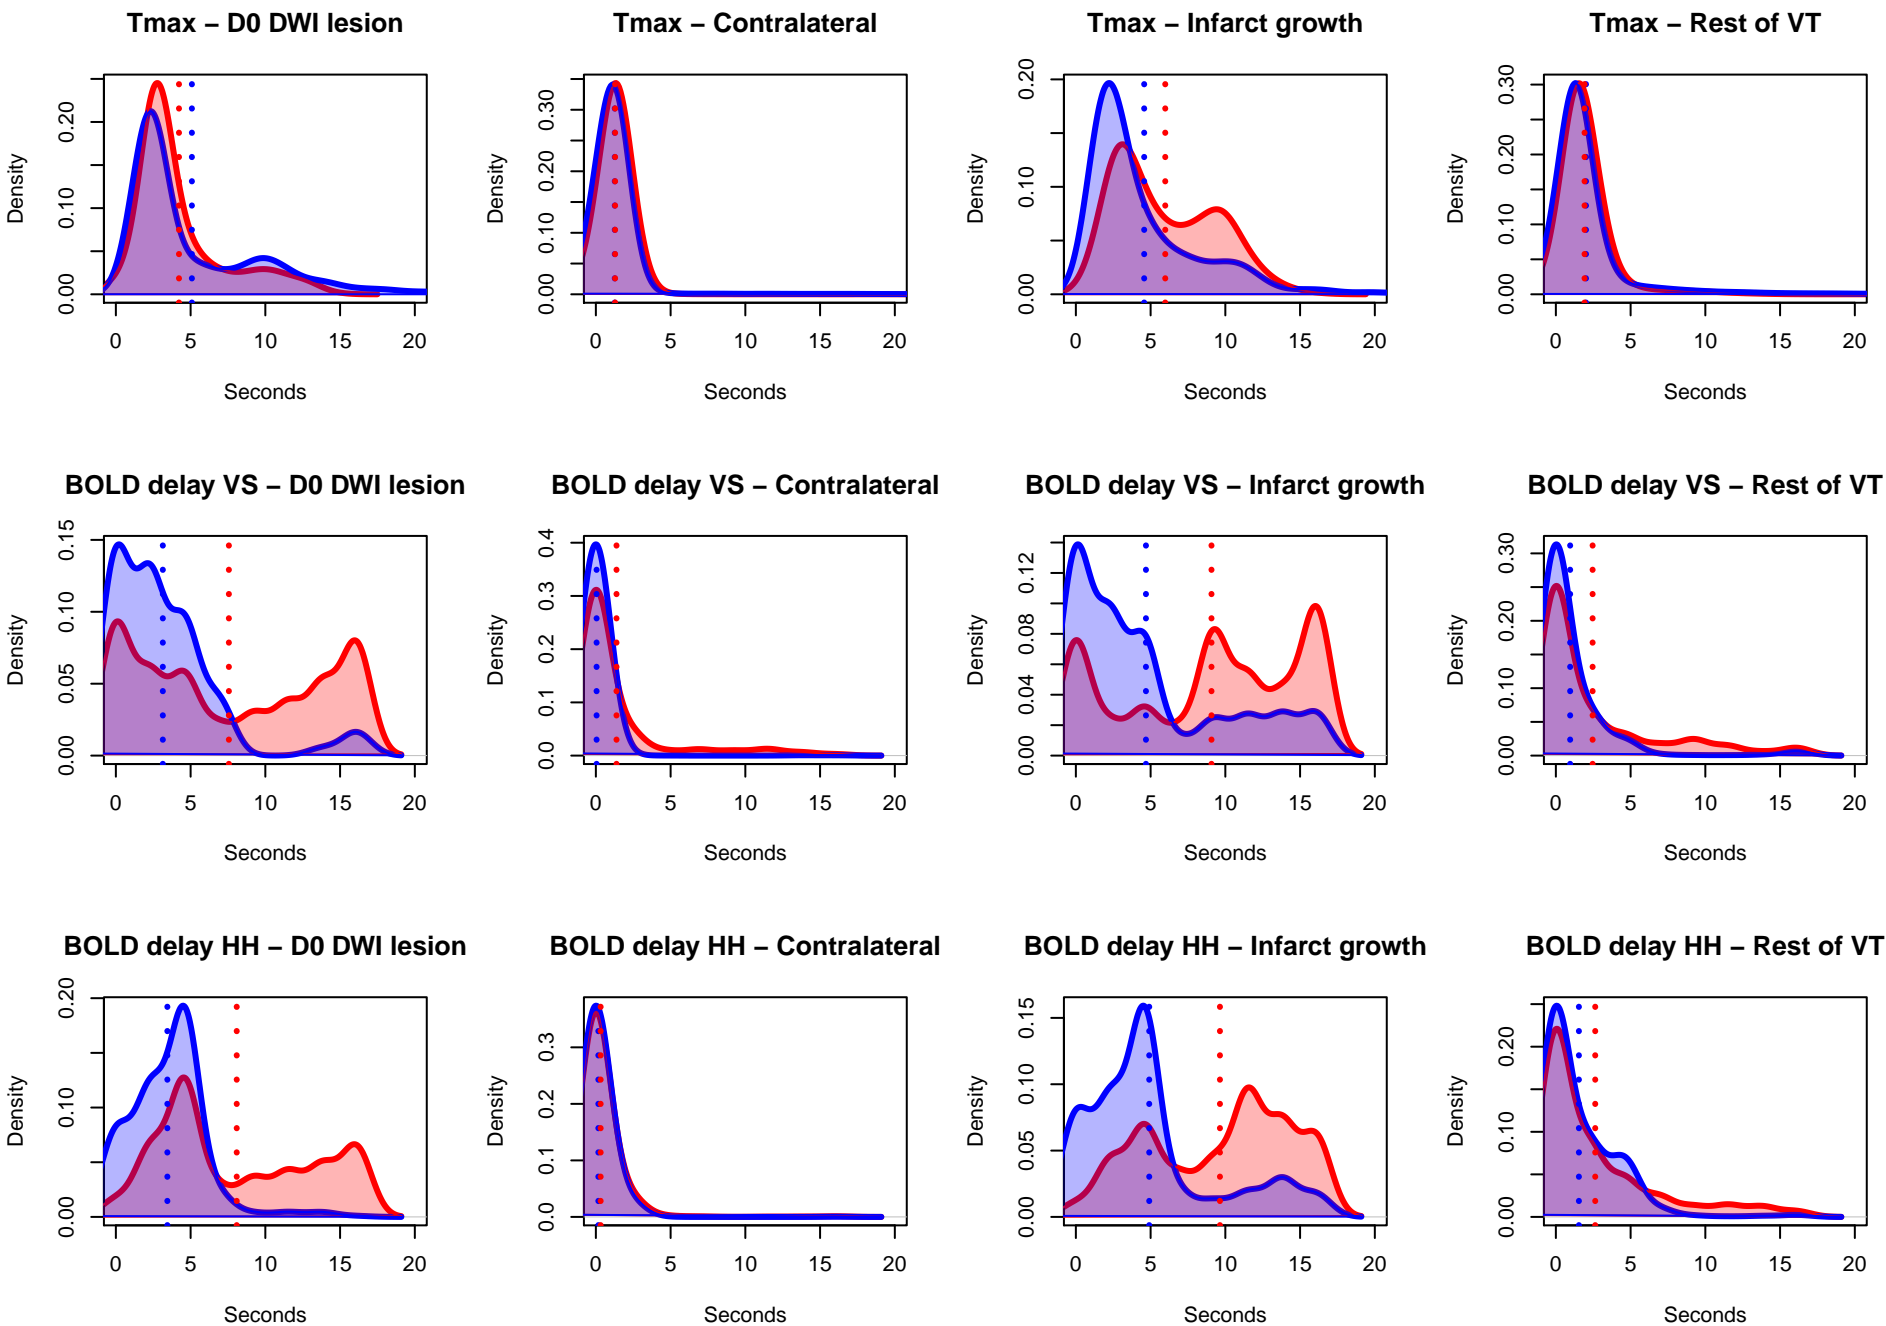 Tmax – D0 DWI lesion
Density
0.00 0.10 0.20
0 5 10 15 20
Seconds
Tmax – Contralateral
Density
0.00 0.10 0.20 0.30
0 5 10 15 20
Seconds
Tmax – Infarct growth
Density
0.00 0.10 0.20
0 5 10 15 20
Seconds
Tmax – Rest of VT
Density
0.00 0.10 0.20 0.30
0 5 10 15 20
Seconds
BOLD delay VS – D0 DWI lesion
Density
0.00 0.05 0.10 0.15
0 5 10 15 20
Seconds
BOLD delay VS – Contralateral
Density
0.0 0.1 0.2 0.3 0.4
0 5 10 15 20
Seconds
BOLD delay VS – Infarct growth
Density
0.00 0.04 0.08 0.12
0 5 10 15 20
Seconds
BOLD delay VS – Rest of VT
Density
0.00 0.10 0.20 0.30
0 5 10 15 20
Seconds
BOLD delay HH – D0 DWI lesion
Density
0.00 0.10 0.20
0 5 10 15 20
Seconds
BOLD delay HH – Contralateral
Density
0.0 0.1 0.2 0.3
0 5 10 15 20
Seconds
BOLD delay HH – Infarct growth
Density
0.00 0.05 0.10 0.15
0 5 10 15 20
Seconds
BOLD delay HH – Rest of VT
Density
0.00 0.10 0.20
0 5 10 15 20
Seconds